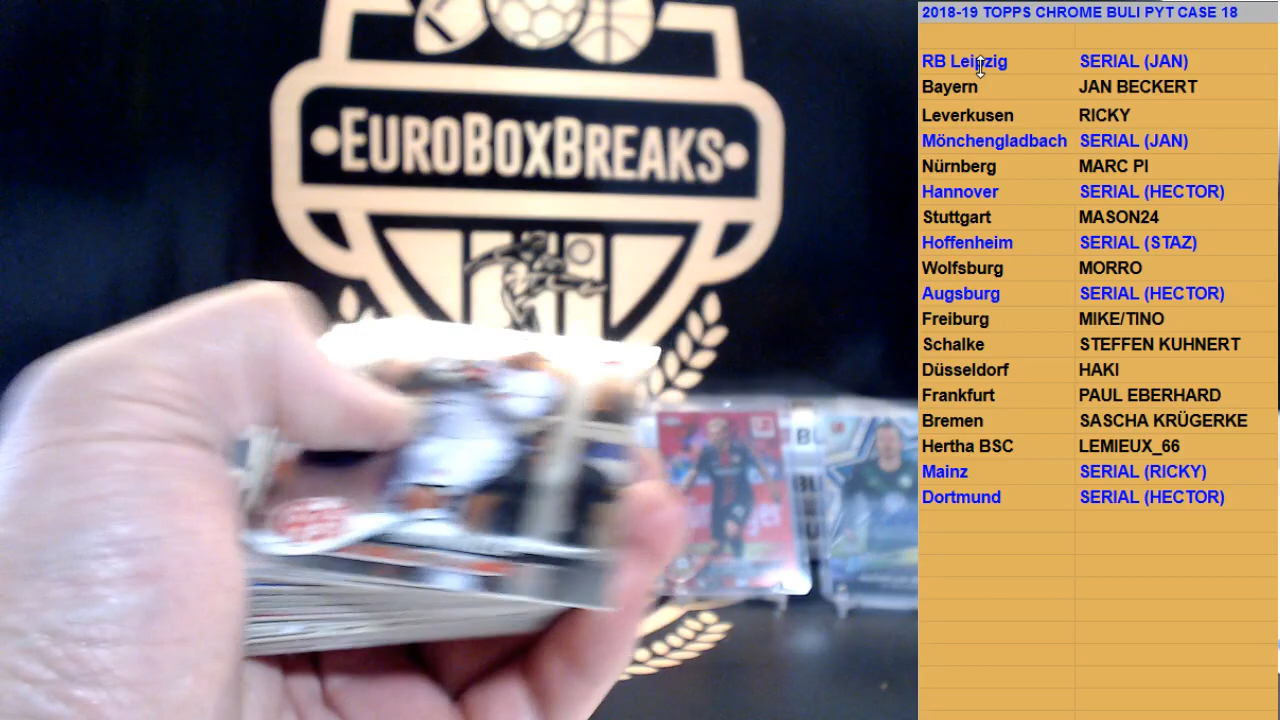 EUROBOXBREAKS
2018-19 TOPPS CHROME BULI PYT CASE 18
RB Leipzig SERIAL (JAN)
Bayern JAN BECKERT
Leverkusen RICKY
Mönchengladbach SERIAL (JAN)
Nürnberg MARC PI
Hannover SERIAL (HECTOR)
Stuttgart MASON24
Hoffenheim SERIAL (STAZ)
Wolfsburg MORRO
Augsburg SERIAL (HECTOR)
Freiburg MIKE/TINO
Schalke STEFFEN KUHNERT
Düsseldorf HAKI
Frankfurt PAUL EBERHARD
Bremen SASCHA KRÜGERKE
Hertha BSC LEMIEUX_66
Mainz SERIAL (RICKY)
Dortmund SERIAL (HECTOR)